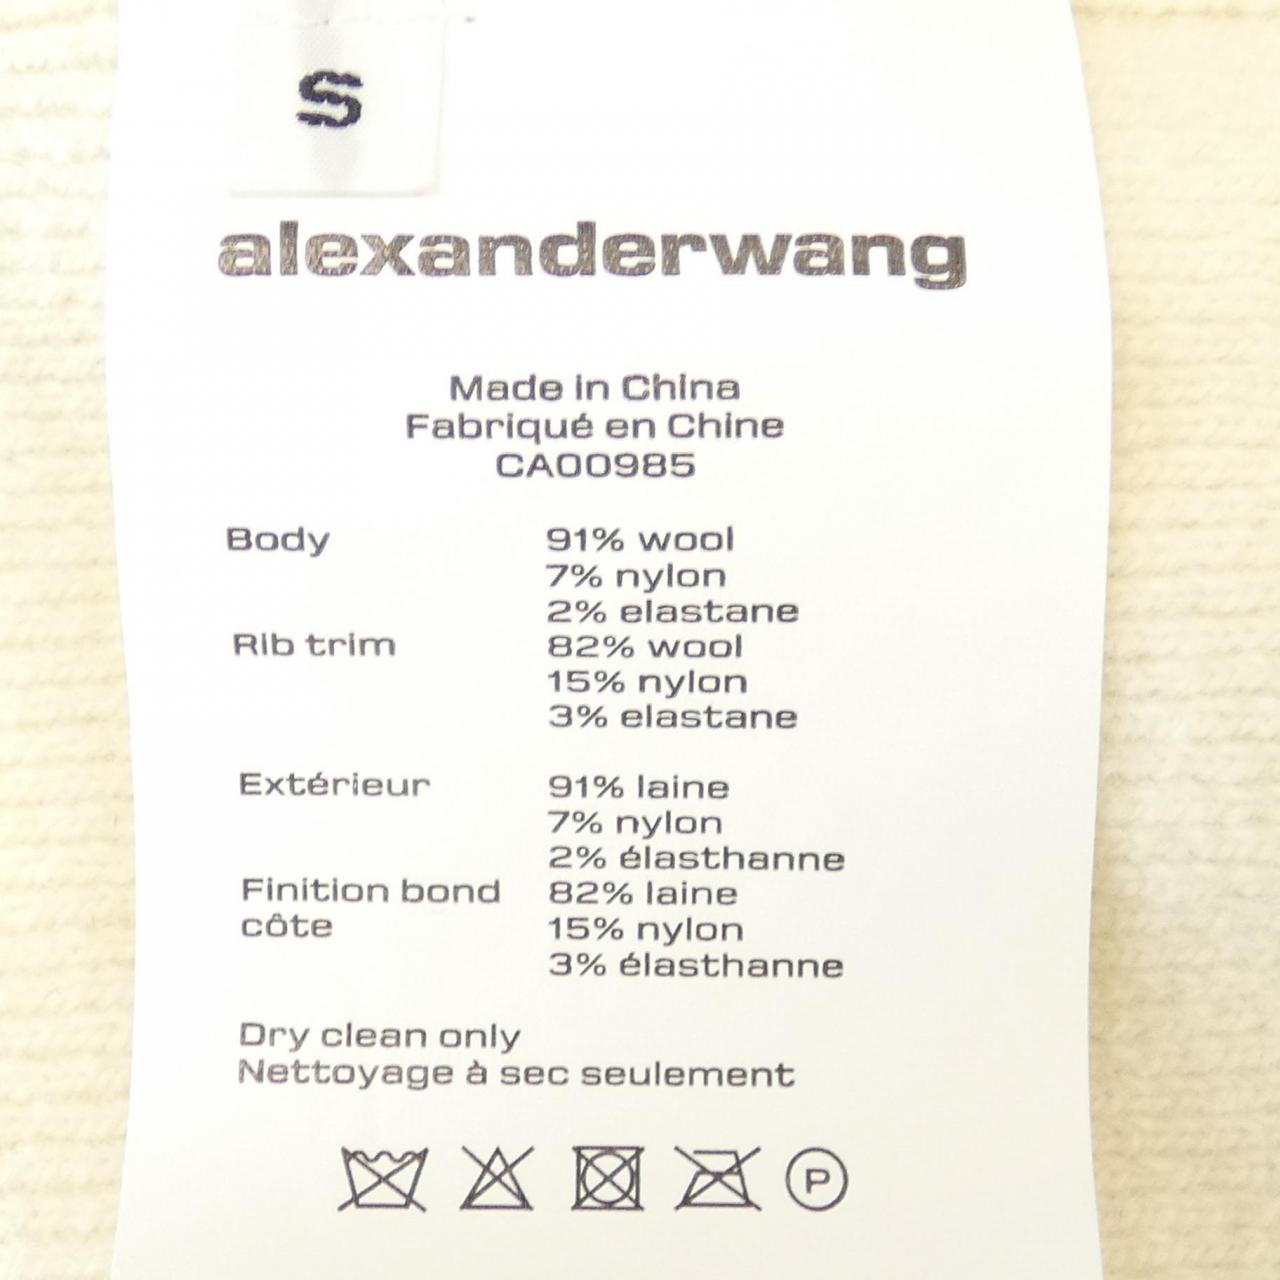 S
alexanderwang
Made in China
Fabriqué en Chine
CA00985
Body 91% wool
7% nylon
2% elastane
Rib trim 82% wool
15% nylon
3% elastane
Extérieur 91% laine
7% nylon
2% élasthanne
Finition bond 82% laine
côte 15% nylon
3% élasthanne
Dry clean only
Nettoyage à sec seulement
P